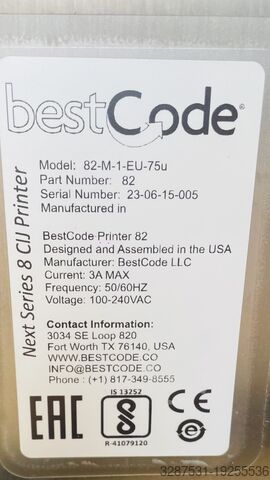 bestCode®
Next Series 8 CIJ Printer
Model: 82-M-1-EU-75u
Part Number: 82
Serial Number: 23-06-15-005
Manufactured in
BestCode Printer 82
Designed and Assembled in the USA
Manufacturer: BestCode LLC
Current: 3A MAX
Frequency: 50/60HZ
Voltage: 100-240VAC
Contact Information:
3034 SE Loop 820
Fort Worth TX 76140, USA
WWW.BESTCODE.CO
INFO@BESTCODE.CO
Phone : (+1) 817-349-8555
EAC
IS 13252
R-41079120
CE
3287531-19255536